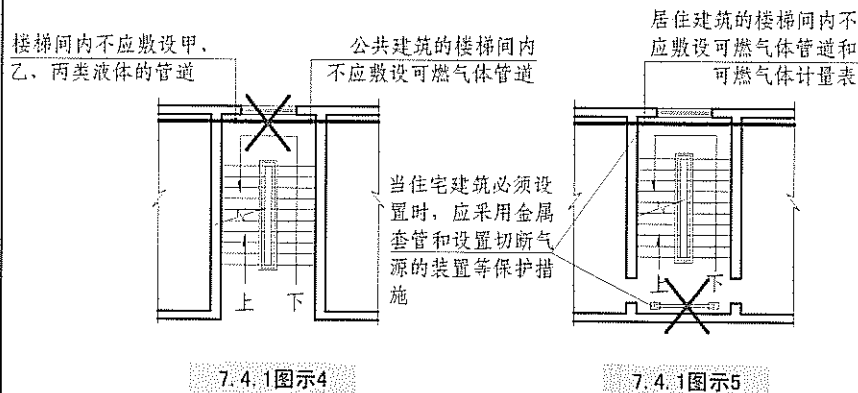 楼梯间内不应敷设甲、
乙、丙类液体的管道
公共建筑的楼梯间内
不应敷设可燃气体管道
上
下
7.4.1图示4
居住建筑的楼梯间内不
应敷设可燃气体管道和
可燃气体计量表
当住宅建筑必须设
置时，应采用金属
套管和设置切断气
源的装置等保护措
施
上
下
7.4.1图示5